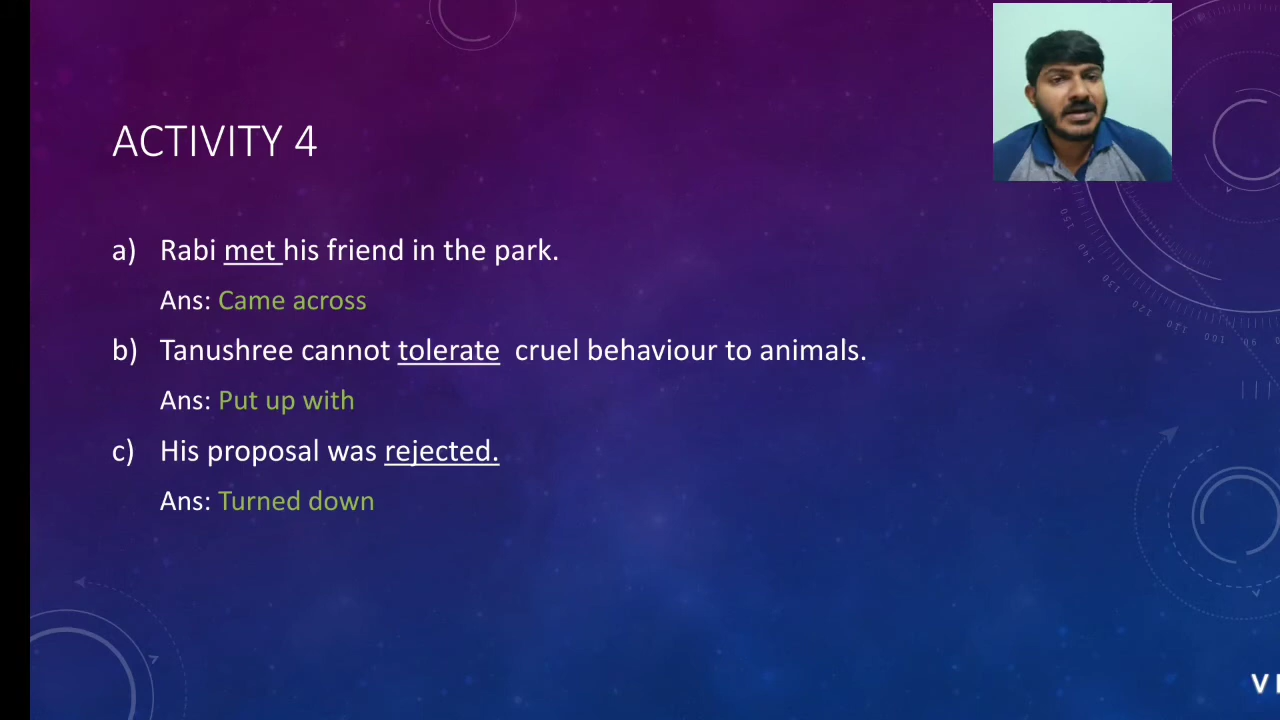 ACTIVITY 4
a) Rabi met his friend in the park.
Ans: Came across
b) Tanushree cannot tolerate cruel behaviour to animals.
Ans: Put up with
c) His proposal was rejected.
Ans: Turned down